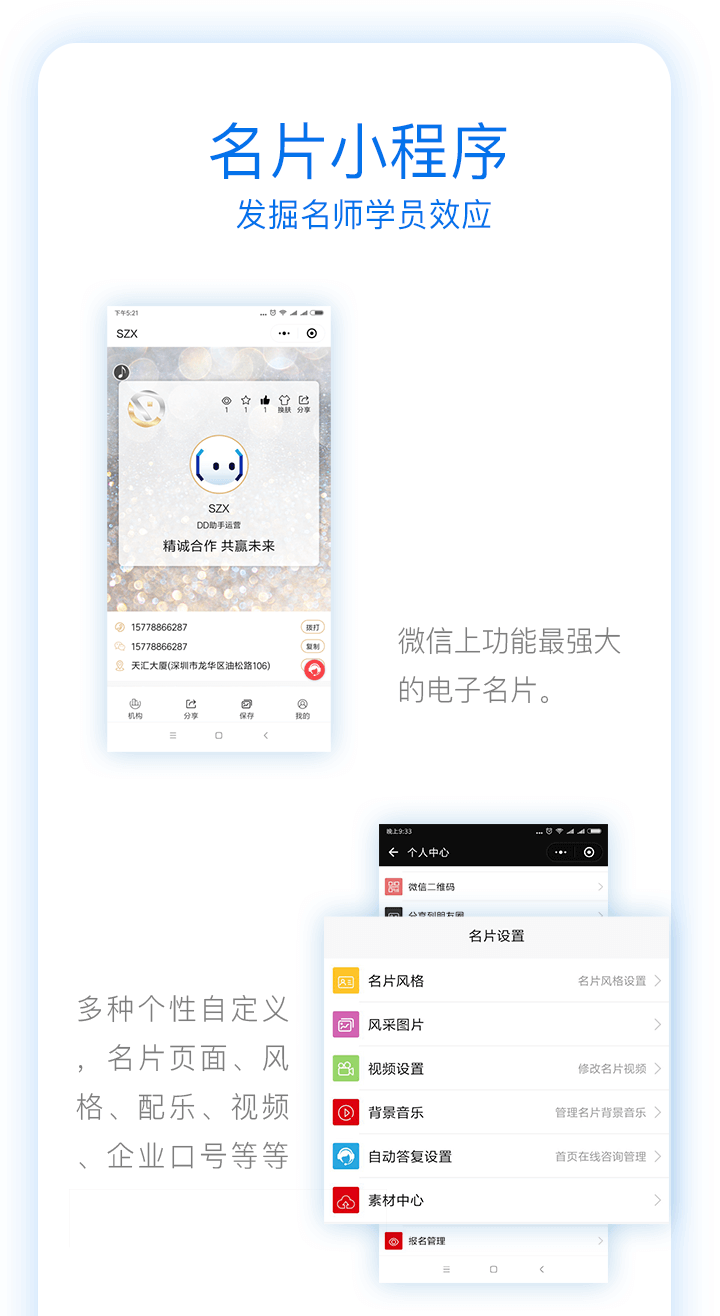 名片小程序
发掘名师学员效应
下午5:21
SZX
1
1
1
换肤
分享
SZX
DD助手运营
精诚合作 共赢未来
15778866287
拨打
15778866287
复制
天汇大厦(深圳市龙华区油松路106)
机构
分享
保存
我的
微信上功能最强大
的电子名片。
晚上9:33
个人中心
微信二维码
分享到朋友圈
名片设置
名片风格
名片风格设置
风采图片
视频设置
修改名片视频
背景音乐
管理名片背景音乐
自动答复设置
首页在线咨询管理
素材中心
报名管理
多种个性自定义
，名片页面、风
格、配乐、视频
、企业口号等等